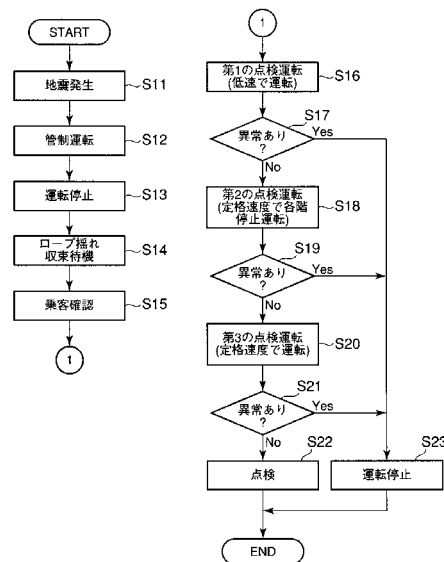 START
地震発生
S11
管制運転
S12
運転停止
S13
ロープ揺れ
収束待機
S14
乗客確認
S15
1
1
第1の点検運転
(低速で運転)
S16
S17
異常あり
?
Yes
No
第2の点検運転
(定格速度で各階
停止運転)
S18
S19
異常あり
?
Yes
No
第3の点検運転
(定格速度で運転)
S20
S21
異常あり
?
Yes
No
S22
点検
S23
運転停止
END